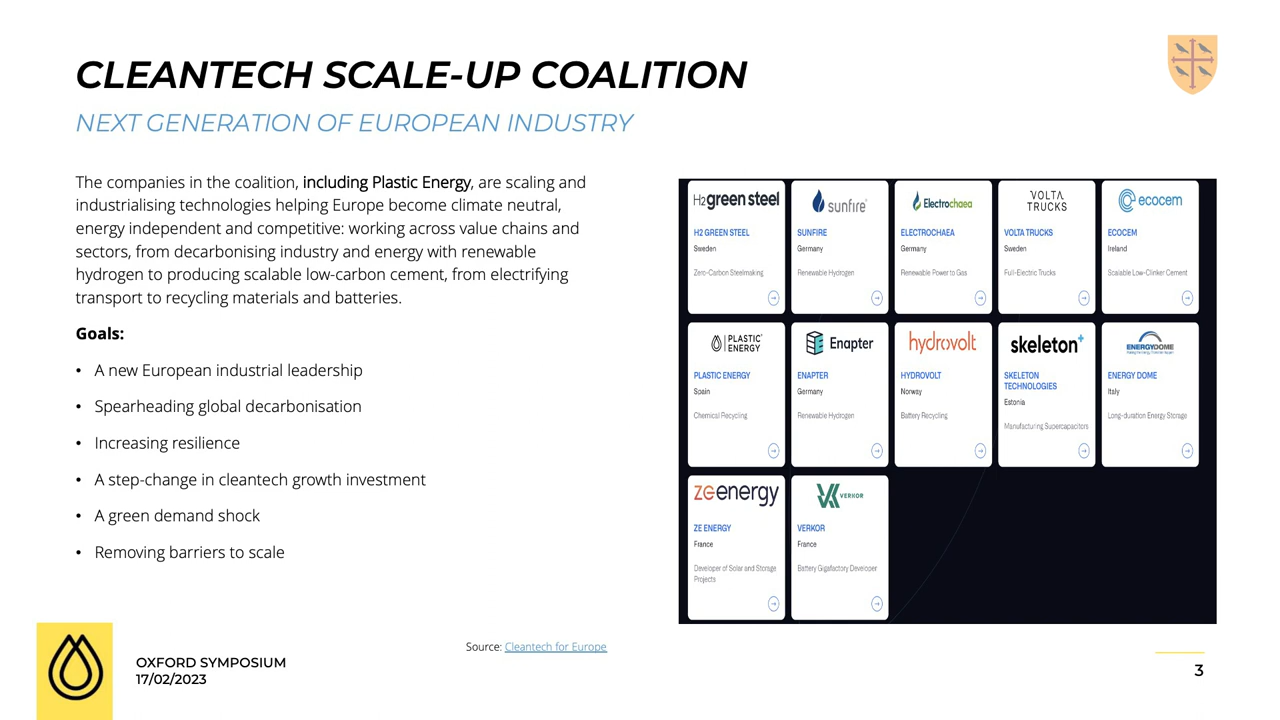 CLEANTECH SCALE-UP COALITION
NEXT GENERATION OF EUROPEAN INDUSTRY
The companies in the coalition, including Plastic Energy, are scaling and
industrialising technologies helping Europe become climate neutral,
energy independent and competitive: working across value chains and
sectors, from decarbonising industry and energy with renewable
hydrogen to producing scalable low-carbon cement, from electrifying
transport to recycling materials and batteries.
Goals:
• A new European industrial leadership
• Spearheading global decarbonisation
• Increasing resilience
• A step-change in cleantech growth investment
• A green demand shock
• Removing barriers to scale
H2green steel
H2 GREEN STEEL
Sweden
Zero-Carbon Steelmaking
sunfire
SUNFIRE
Germany
Renewable Hydrogen
Electrochaea
ELECTROCHAEA
Germany
Renewable Power to Gas
VOLTA
TRUCKS
VOLTA TRUCKS
Sweden
Full-Electric Trucks
ecocem
ECOCEM
Ireland
Scalable Low-Clinker Cement
PLASTIC
ENERGY
PLASTIC ENERGY
Spain
Chemical Recycling
Enapter
ENAPTER
Germany
Renewable Hydrogen
hydrovolt
HYDROVOLT
Norway
Battery Recycling
skeleton+
SKELETON
TECHNOLOGIES
Estonia
Manufacturing Supercapacitors
ENERGYDOME
ENERGY DOME
Italy
Long-duration Energy Storage
zeenergy
ZE ENERGY
France
Developer of Solar and Storage
Projects
VERKOR
VERKOR
France
Battery Gigafactory Developer
Source: Cleantech for Europe
OXFORD SYMPOSIUM
17/02/2023
3